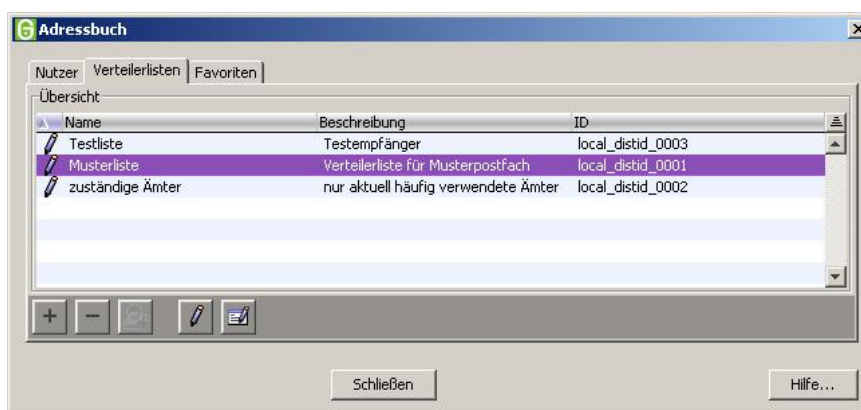 Adressbuch
Nutzer Verteilerlisten Favoriten
Übersicht
Name Beschreibung ID
Testliste Testempfänger local_distid_0003
Musterliste Verteilerliste für Musterpostfach local_distid_0001
zuständige Ämter nur aktuell häufig verwendete Ämter local_distid_0002
Schließen Hilfe...